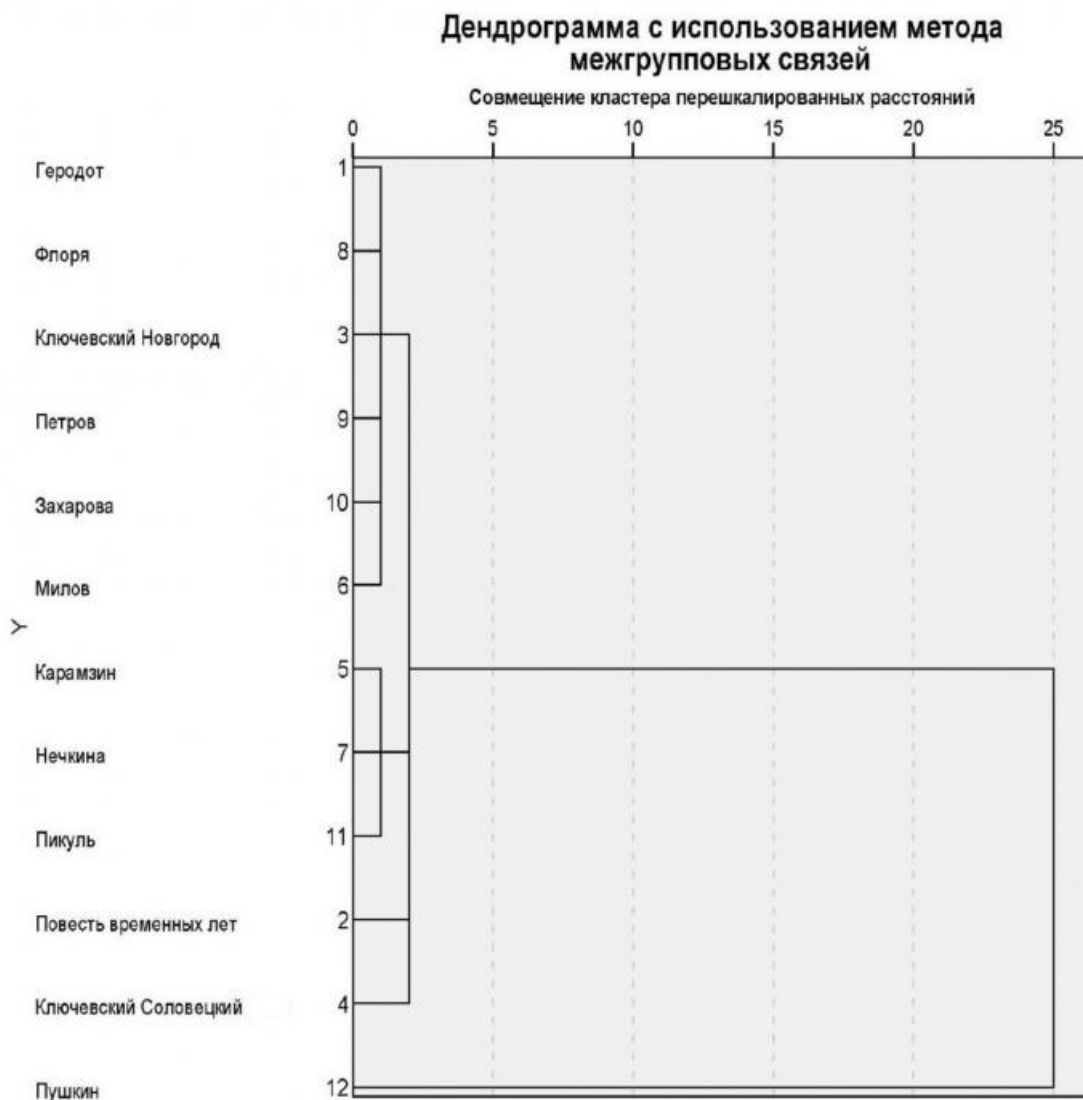 Дендрограмма с использованием метода
межгрупповых связей
Совмещение кластера перешкалированных расстояний
0 5 10 15 20 25
Геродот 1
Флоря 8
Ключевский Новгород 3
Петров 9
Захарова 10
Милов 6
Y
Карамзин 5
Нечкина 7
Пикуль 11
Повесть временных лет 2
Ключевский Соловецкий 4
Пушкин 12